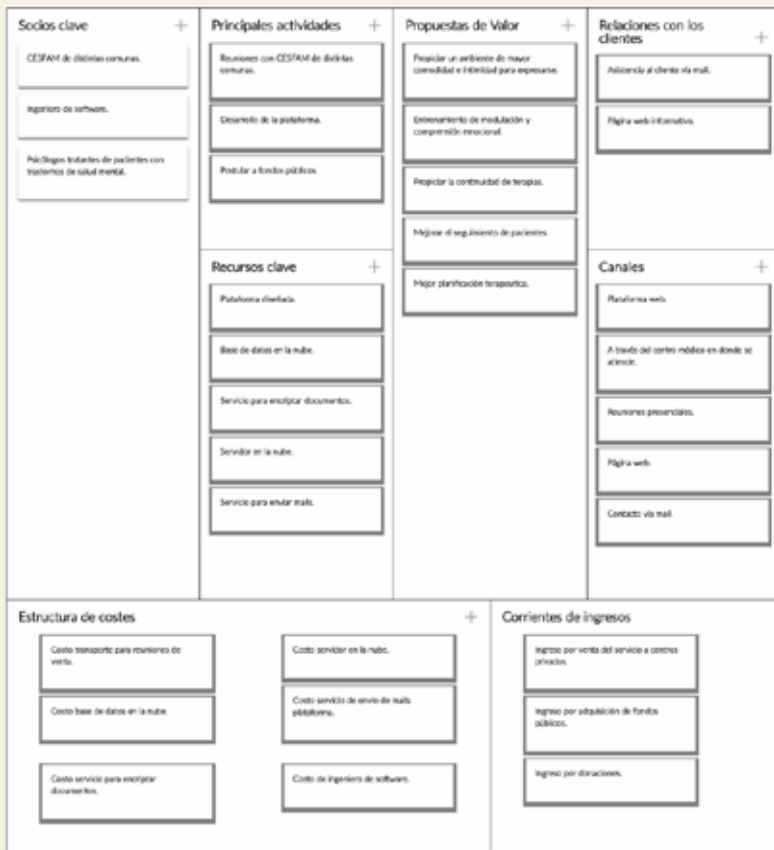 Socios clave
CESFAM de distintas comunas.
Ingeniero de software.
Psicólogos tratantes de pacientes con
trastornos de salud mental.
Principales actividades
Reuniones con CESFAM de distintas
comunas.
Desarrollo de la plataforma.
Postular a fondos públicos.
Recursos clave
Plataforma diseñada.
Base de datos en la nube.
Servicio para encriptar documentos.
Servidor en la nube.
Servicio para enviar mails.
Propuestas de Valor
Propiciar un ambiente de mayor
comodidad e intimidad para expresarse.
Entrenamiento de modulación y
comprensión emocional.
Propiciar la continuidad de terapias.
Mejorar el seguimiento de pacientes.
Mejor planificación terapeutica.
Relaciones con los
clientes
Asistencia al cliente vía mail.
Página web informativa.
Canales
Plataforma web.
A través del centro médico en donde se
atiende.
Reuniones presenciales.
Página web.
Contacto vía mail.
Estructura de costes
Costo transporte para reuniones de
venta.
Costo base de datos en la nube.
Costo servicio para encriptar
documentos.
Costo servidor en la nube.
Costo servicio de envío de mails
plataforma.
Costo de ingeniero de software.
Corrientes de ingresos
Ingreso por venta del servicio a centros
privados.
Ingreso por adquisición de fondos
públicos.
Ingreso por donaciones.